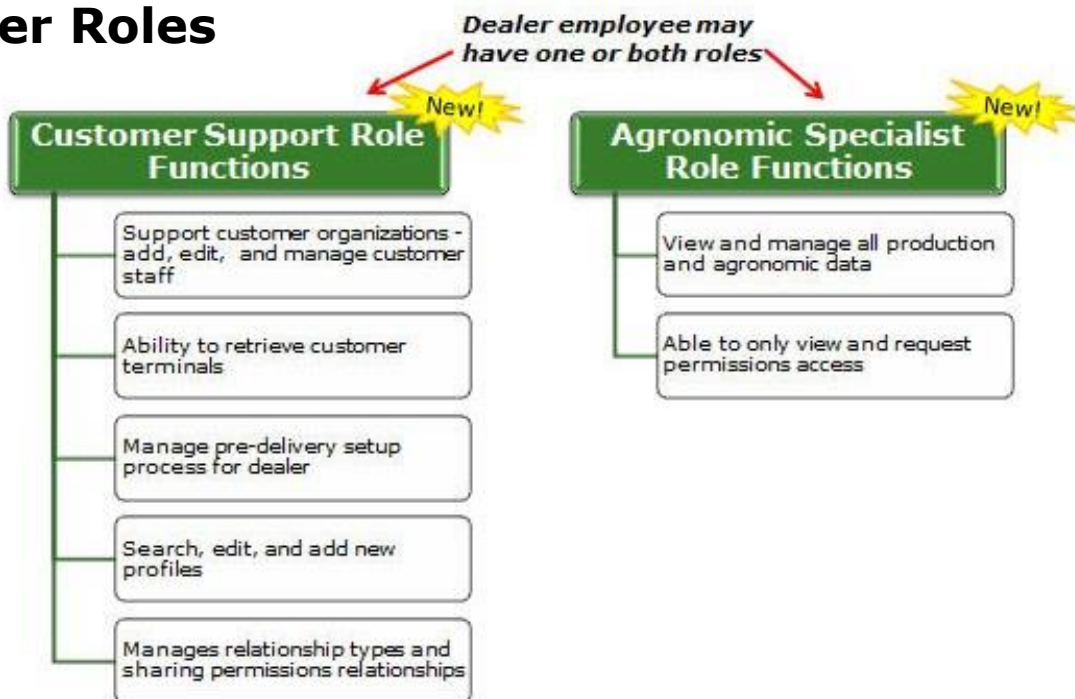 er Roles
Dealer employee may
have one or both roles
New!
New!
Customer Support Role
Functions
Support customer organizations -
add, edit, and manage customer
staff
Ability to retrieve customer
terminals
Manage pre-delivery setup
process for dealer
Search, edit, and add new
profiles
Manages relationship types and
sharing permissions relationships
Agronomic Specialist
Role Functions
View and manage all production
and agronomic data
Able to only view and request
permissions access